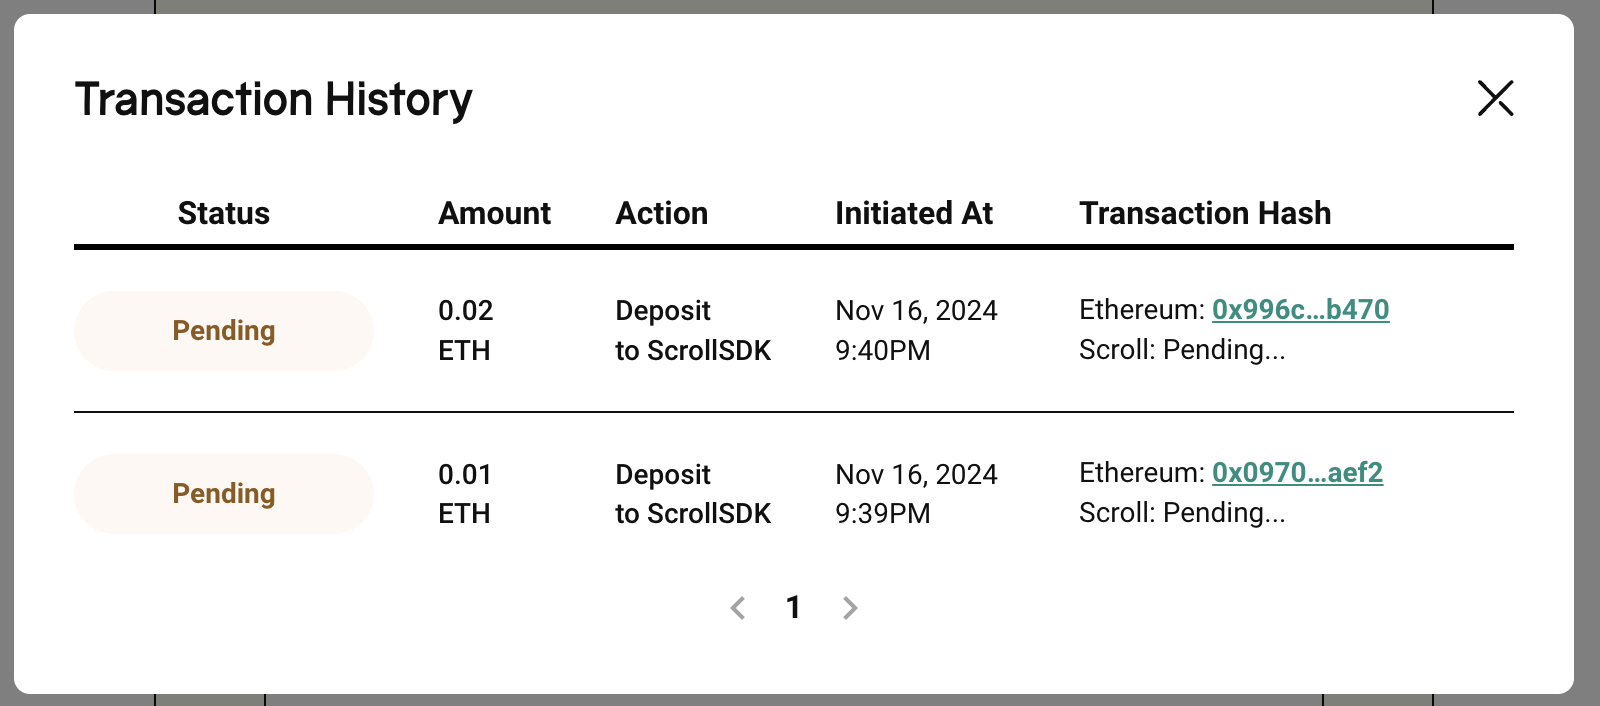 Transaction History
Status Amount Action Initiated At Transaction Hash
Pending
0.02
ETH
Deposit
to ScrollSDK
Nov 16, 2024
9:40PM
Ethereum: 0x996c...b470
Scroll: Pending...
Pending
0.01
ETH
Deposit
to ScrollSDK
Nov 16, 2024
9:39PM
Ethereum: 0x0970...aef2
Scroll: Pending...
1